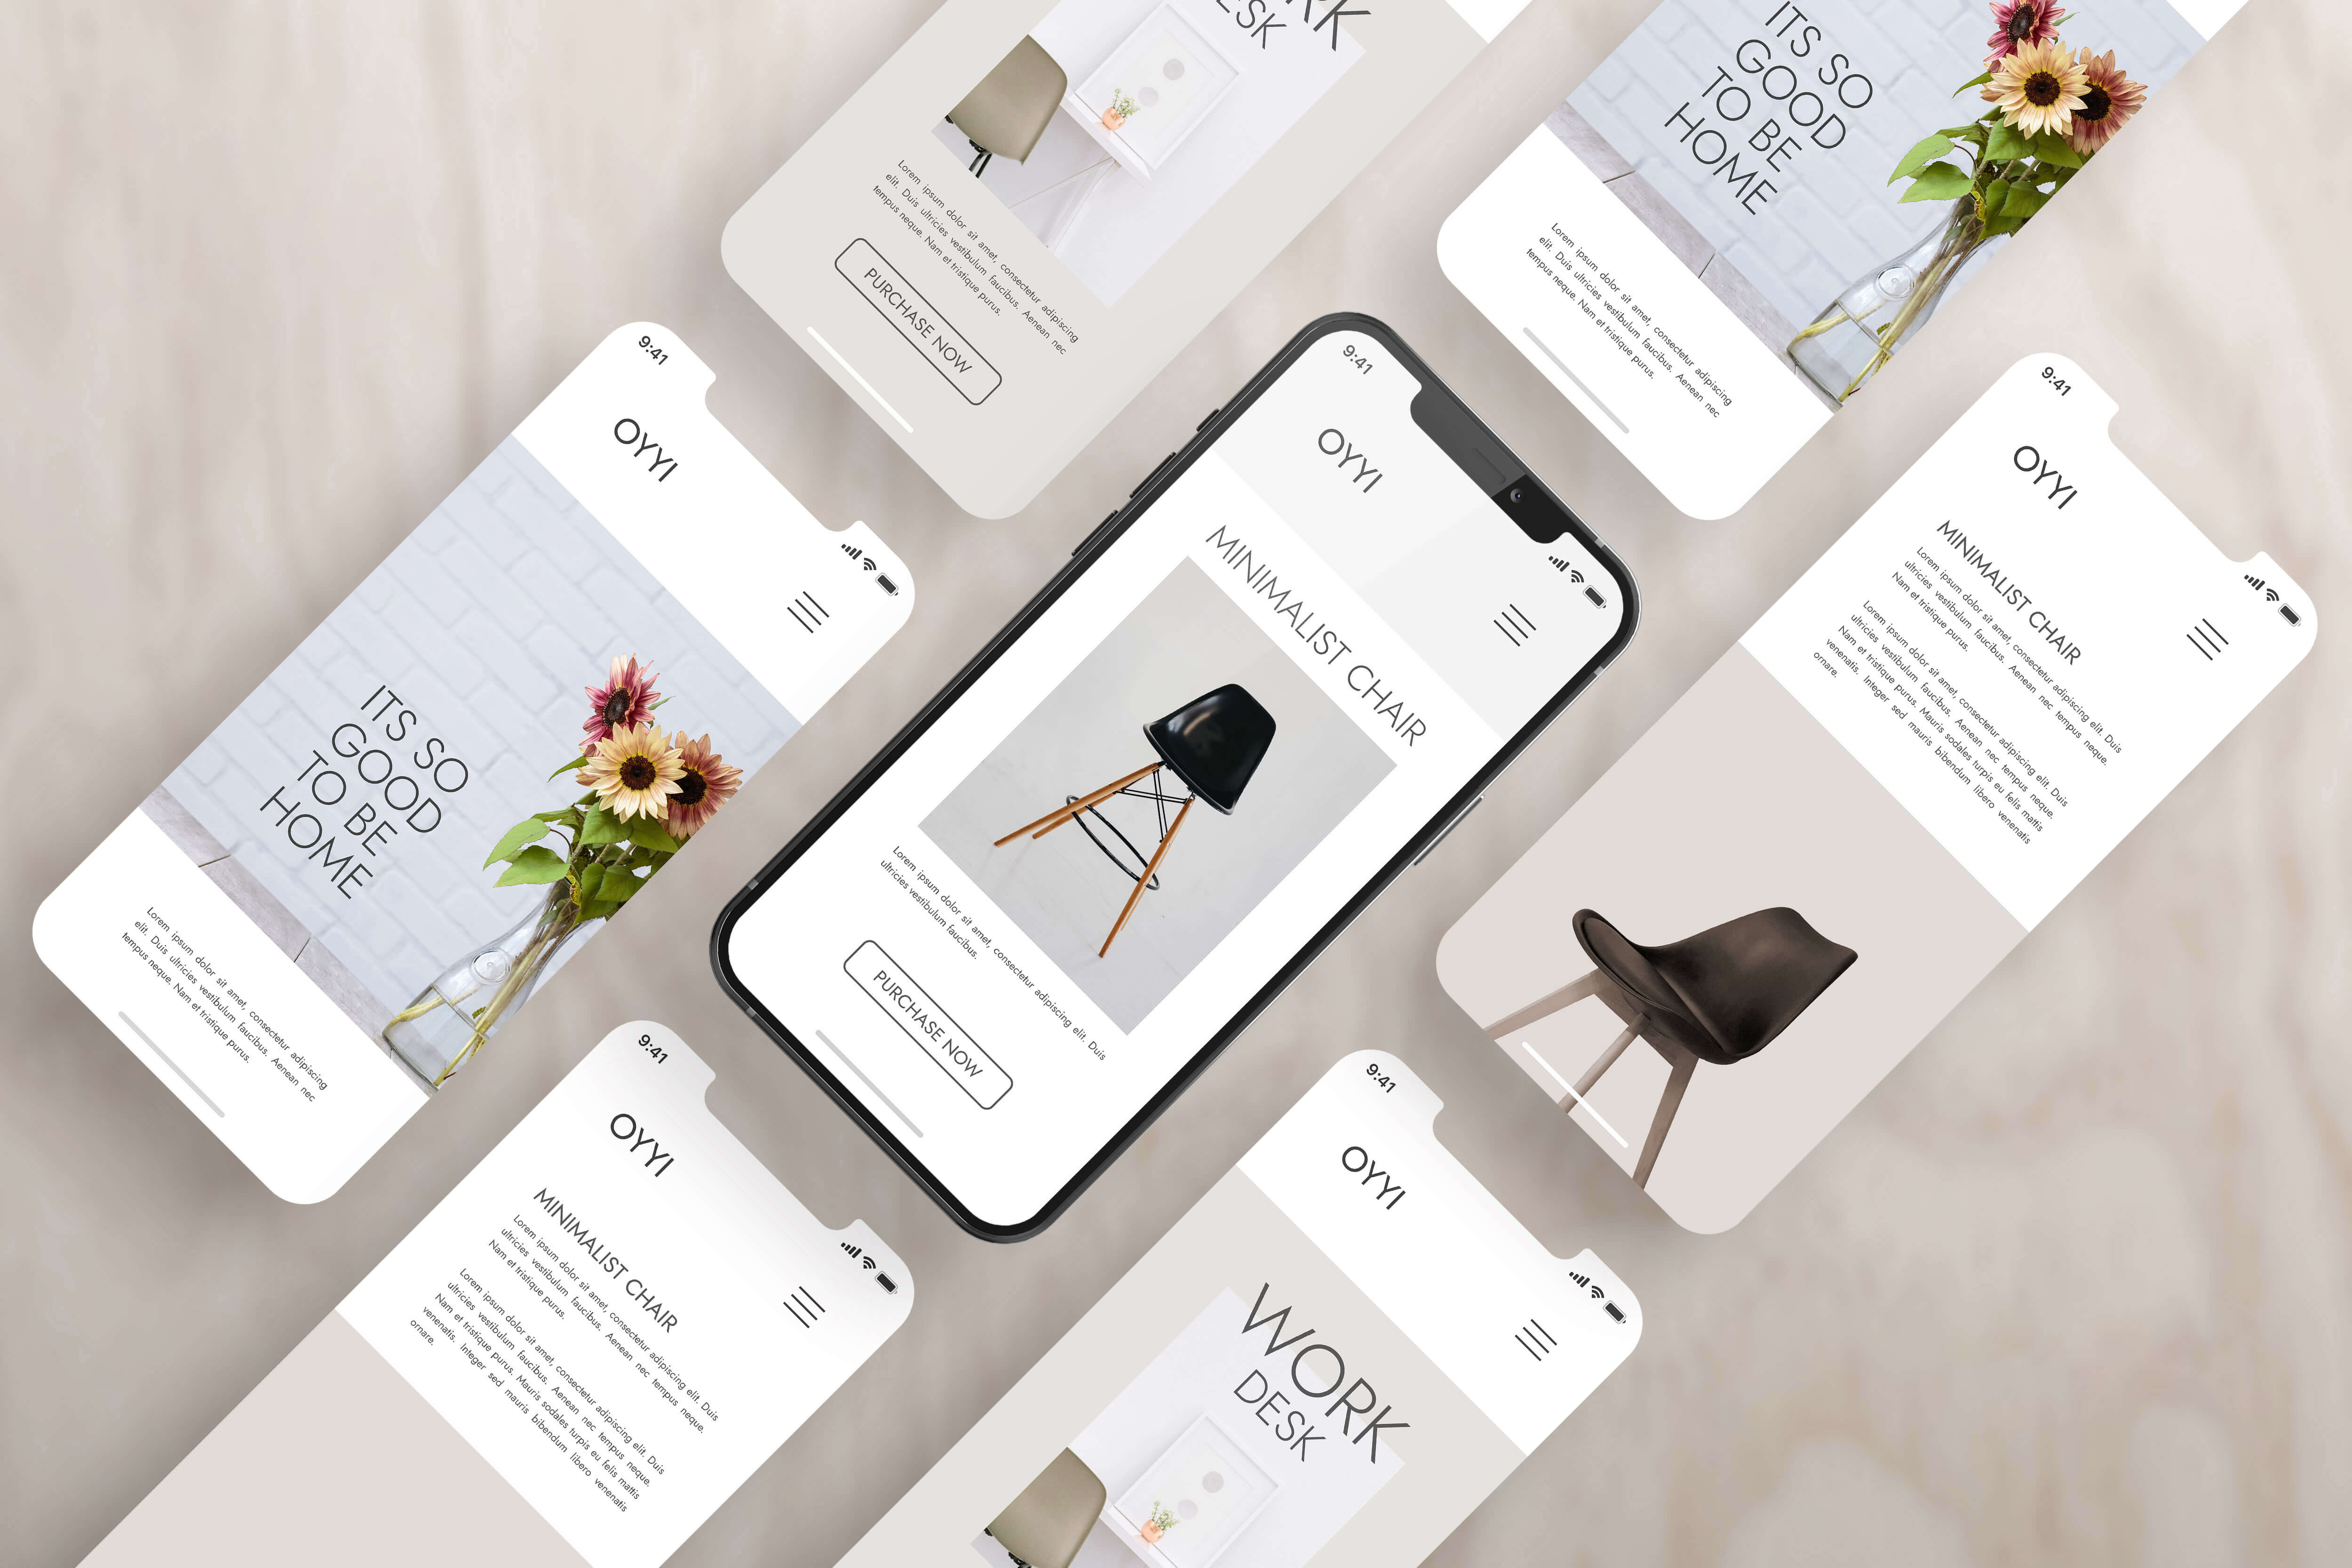 WORK
DESK
Lorem ipsum dolor sit amet, consectetur adipiscing
elit. Duis ultricies vestibulum faucibus. Aenean nec
tempus neque. Nam et tristique purus.
PURCHASE NOW
ITS SO
GOOD
TO BE
HOME
Lorem ipsum dolor sit amet, consectetur adipiscing
elit. Duis ultricies vestibulum faucibus. Aenean nec
tempus neque. Nam et tristique purus.
9:41
OYYI
ITS SO
GOOD
TO BE
HOME
Lorem ipsum dolor sit amet, consectetur adipiscing
elit. Duis ultricies vestibulum faucibus. Aenean nec
tempus neque. Nam et tristique purus.
9:41
OYYI
MINIMALIST CHAIR
Lorem ipsum dolor sit amet, consectetur adipiscing elit. Duis
ultricies vestibulum faucibus.
PURCHASE NOW
9:41
OYYI
MINIMALIST CHAIR
Lorem ipsum dolor sit amet, consectetur adipiscing elit. Duis
ultricies vestibulum faucibus. Aenean nec tempus neque.
Nam et tristique purus.
Lorem ipsum dolor sit amet, consectetur adipiscing elit. Duis
ultricies vestibulum faucibus. Aenean nec tempus neque.
Nam et tristique purus. Mauris sodales turpis eu felis mattis
venenatis. Integer sed mauris bibendum libero venenatis
ornare.
9:41
OYYI
MINIMALIST CHAIR
Lorem ipsum dolor sit amet, consectetur adipiscing elit. Duis
ultricies vestibulum faucibus. Aenean nec tempus neque.
Nam et tristique purus.
Lorem ipsum dolor sit amet, consectetur adipiscing elit. Duis
ultricies vestibulum faucibus. Aenean nec tempus neque.
Nam et tristique purus. Mauris sodales turpis eu felis mattis
venenatis. Integer sed mauris bibendum libero venenatis
ornare.
9:41
OYYI
WORK
DESK